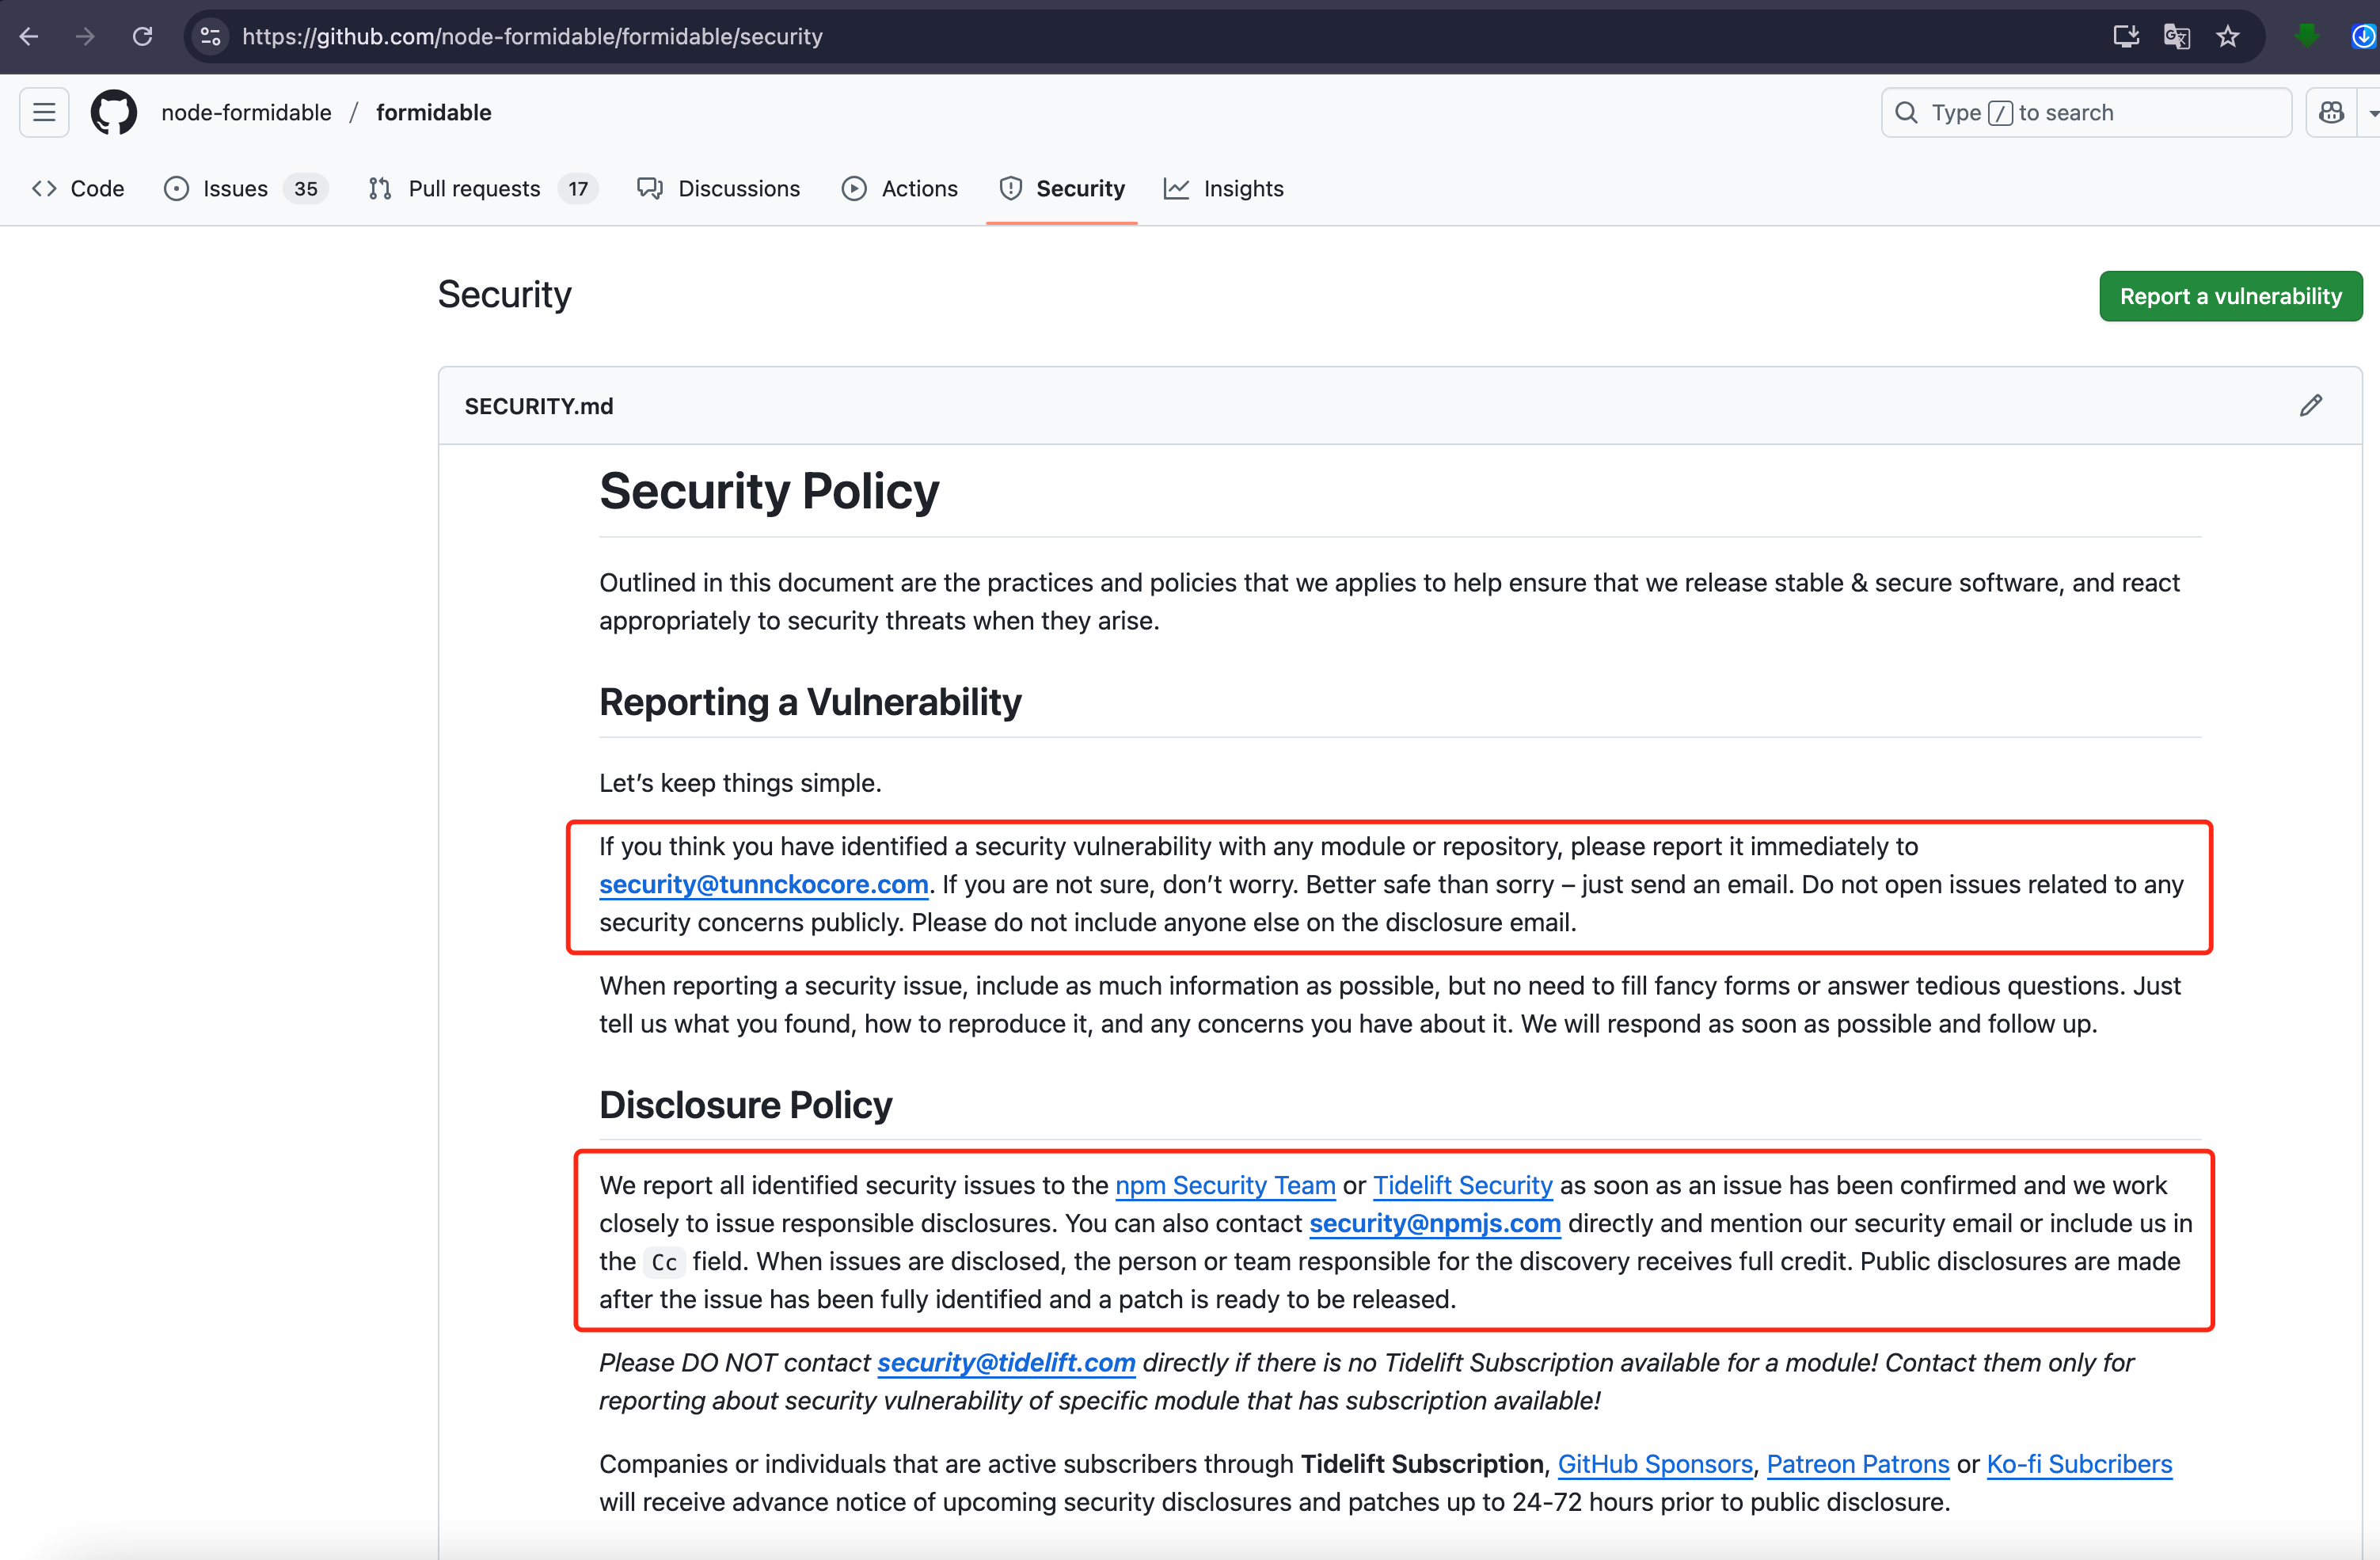 https://github.com/node-formidable/formidable/security
node-formidable / formidable
Type / to search
Code
Issues 35
Pull requests 17
Discussions
Actions
Security
Insights
Security
Report a vulnerability
SECURITY.md
Security Policy
Outlined in this document are the practices and policies that we applies to help ensure that we release stable & secure software, and react
appropriately to security threats when they arise.
Reporting a Vulnerability
Let’s keep things simple.
If you think you have identified a security vulnerability with any module or repository, please report it immediately to
security@tunnckocore.com. If you are not sure, don’t worry. Better safe than sorry – just send an email. Do not open issues related to any
security concerns publicly. Please do not include anyone else on the disclosure email.
When reporting a security issue, include as much information as possible, but no need to fill fancy forms or answer tedious questions. Just
tell us what you found, how to reproduce it, and any concerns you have about it. We will respond as soon as possible and follow up.
Disclosure Policy
We report all identified security issues to the npm Security Team or Tidelift Security as soon as an issue has been confirmed and we work
closely to issue responsible disclosures. You can also contact security@npmjs.com directly and mention our security email or include us in
the Cc field. When issues are disclosed, the person or team responsible for the discovery receives full credit. Public disclosures are made
after the issue has been fully identified and a patch is ready to be released.
Please DO NOT contact security@tidelift.com directly if there is no Tidelift Subscription available for a module! Contact them only for
reporting about security vulnerability of specific module that has subscription available!
Companies or individuals that are active subscribers through Tidelift Subscription, GitHub Sponsors, Patreon Patrons or Ko-fi Subcribers
will receive advance notice of upcoming security disclosures and patches up to 24-72 hours prior to public disclosure.